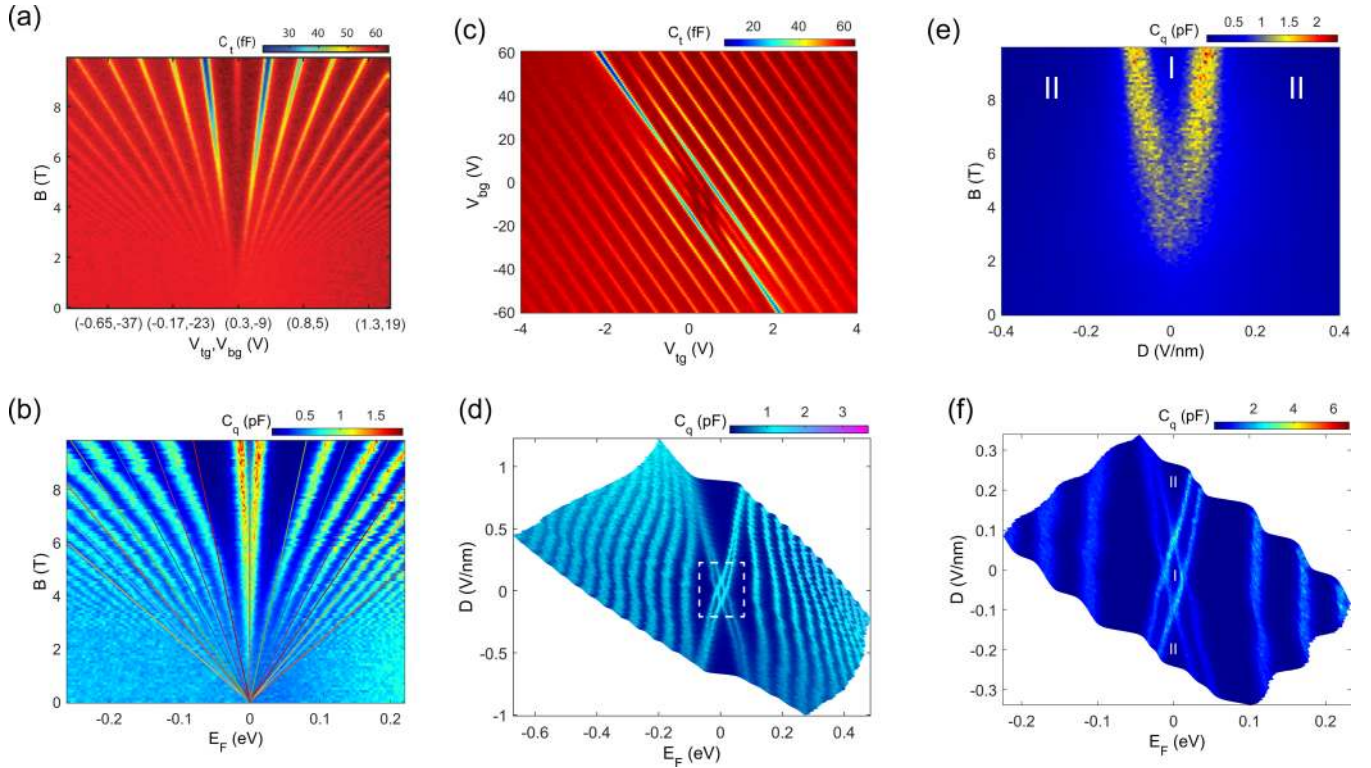 (a)
C_t (fF)
30 40 50 60
B (T)
8
6
4
2
0
(-0.65,-37) (-0.17,-23) (0.3,-9) (0.8,5) (1.3,19)
V_tg,V_bg (V)
(b)
C_q (pF)
0.5 1 1.5
B (T)
8
6
4
2
0
-0.2 -0.1 0 0.1 0.2
E_F (eV)
(c)
C_t (fF)
20 40 60
V_bg (V)
60
40
20
0
-20
-40
-60
-4 -2 0 2 4
V_tg (V)
(d)
C_q (pF)
1 2 3
D (V/nm)
1
0.5
0
-0.5
-1
-0.6 -0.4 -0.2 0 0.2 0.4
E_F (eV)
(e)
C_q (pF)
0.5 1 1.5 2
B (T)
8
6
4
2
0
II I II
-0.4 -0.2 0 0.2 0.4
D (V/nm)
(f)
C_q (pF)
2 4 6
D (V/nm)
0.3
0.2
0.1
0
-0.1
-0.2
-0.3
II
I
II
-0.2 -0.1 0 0.1 0.2
E_F (eV)